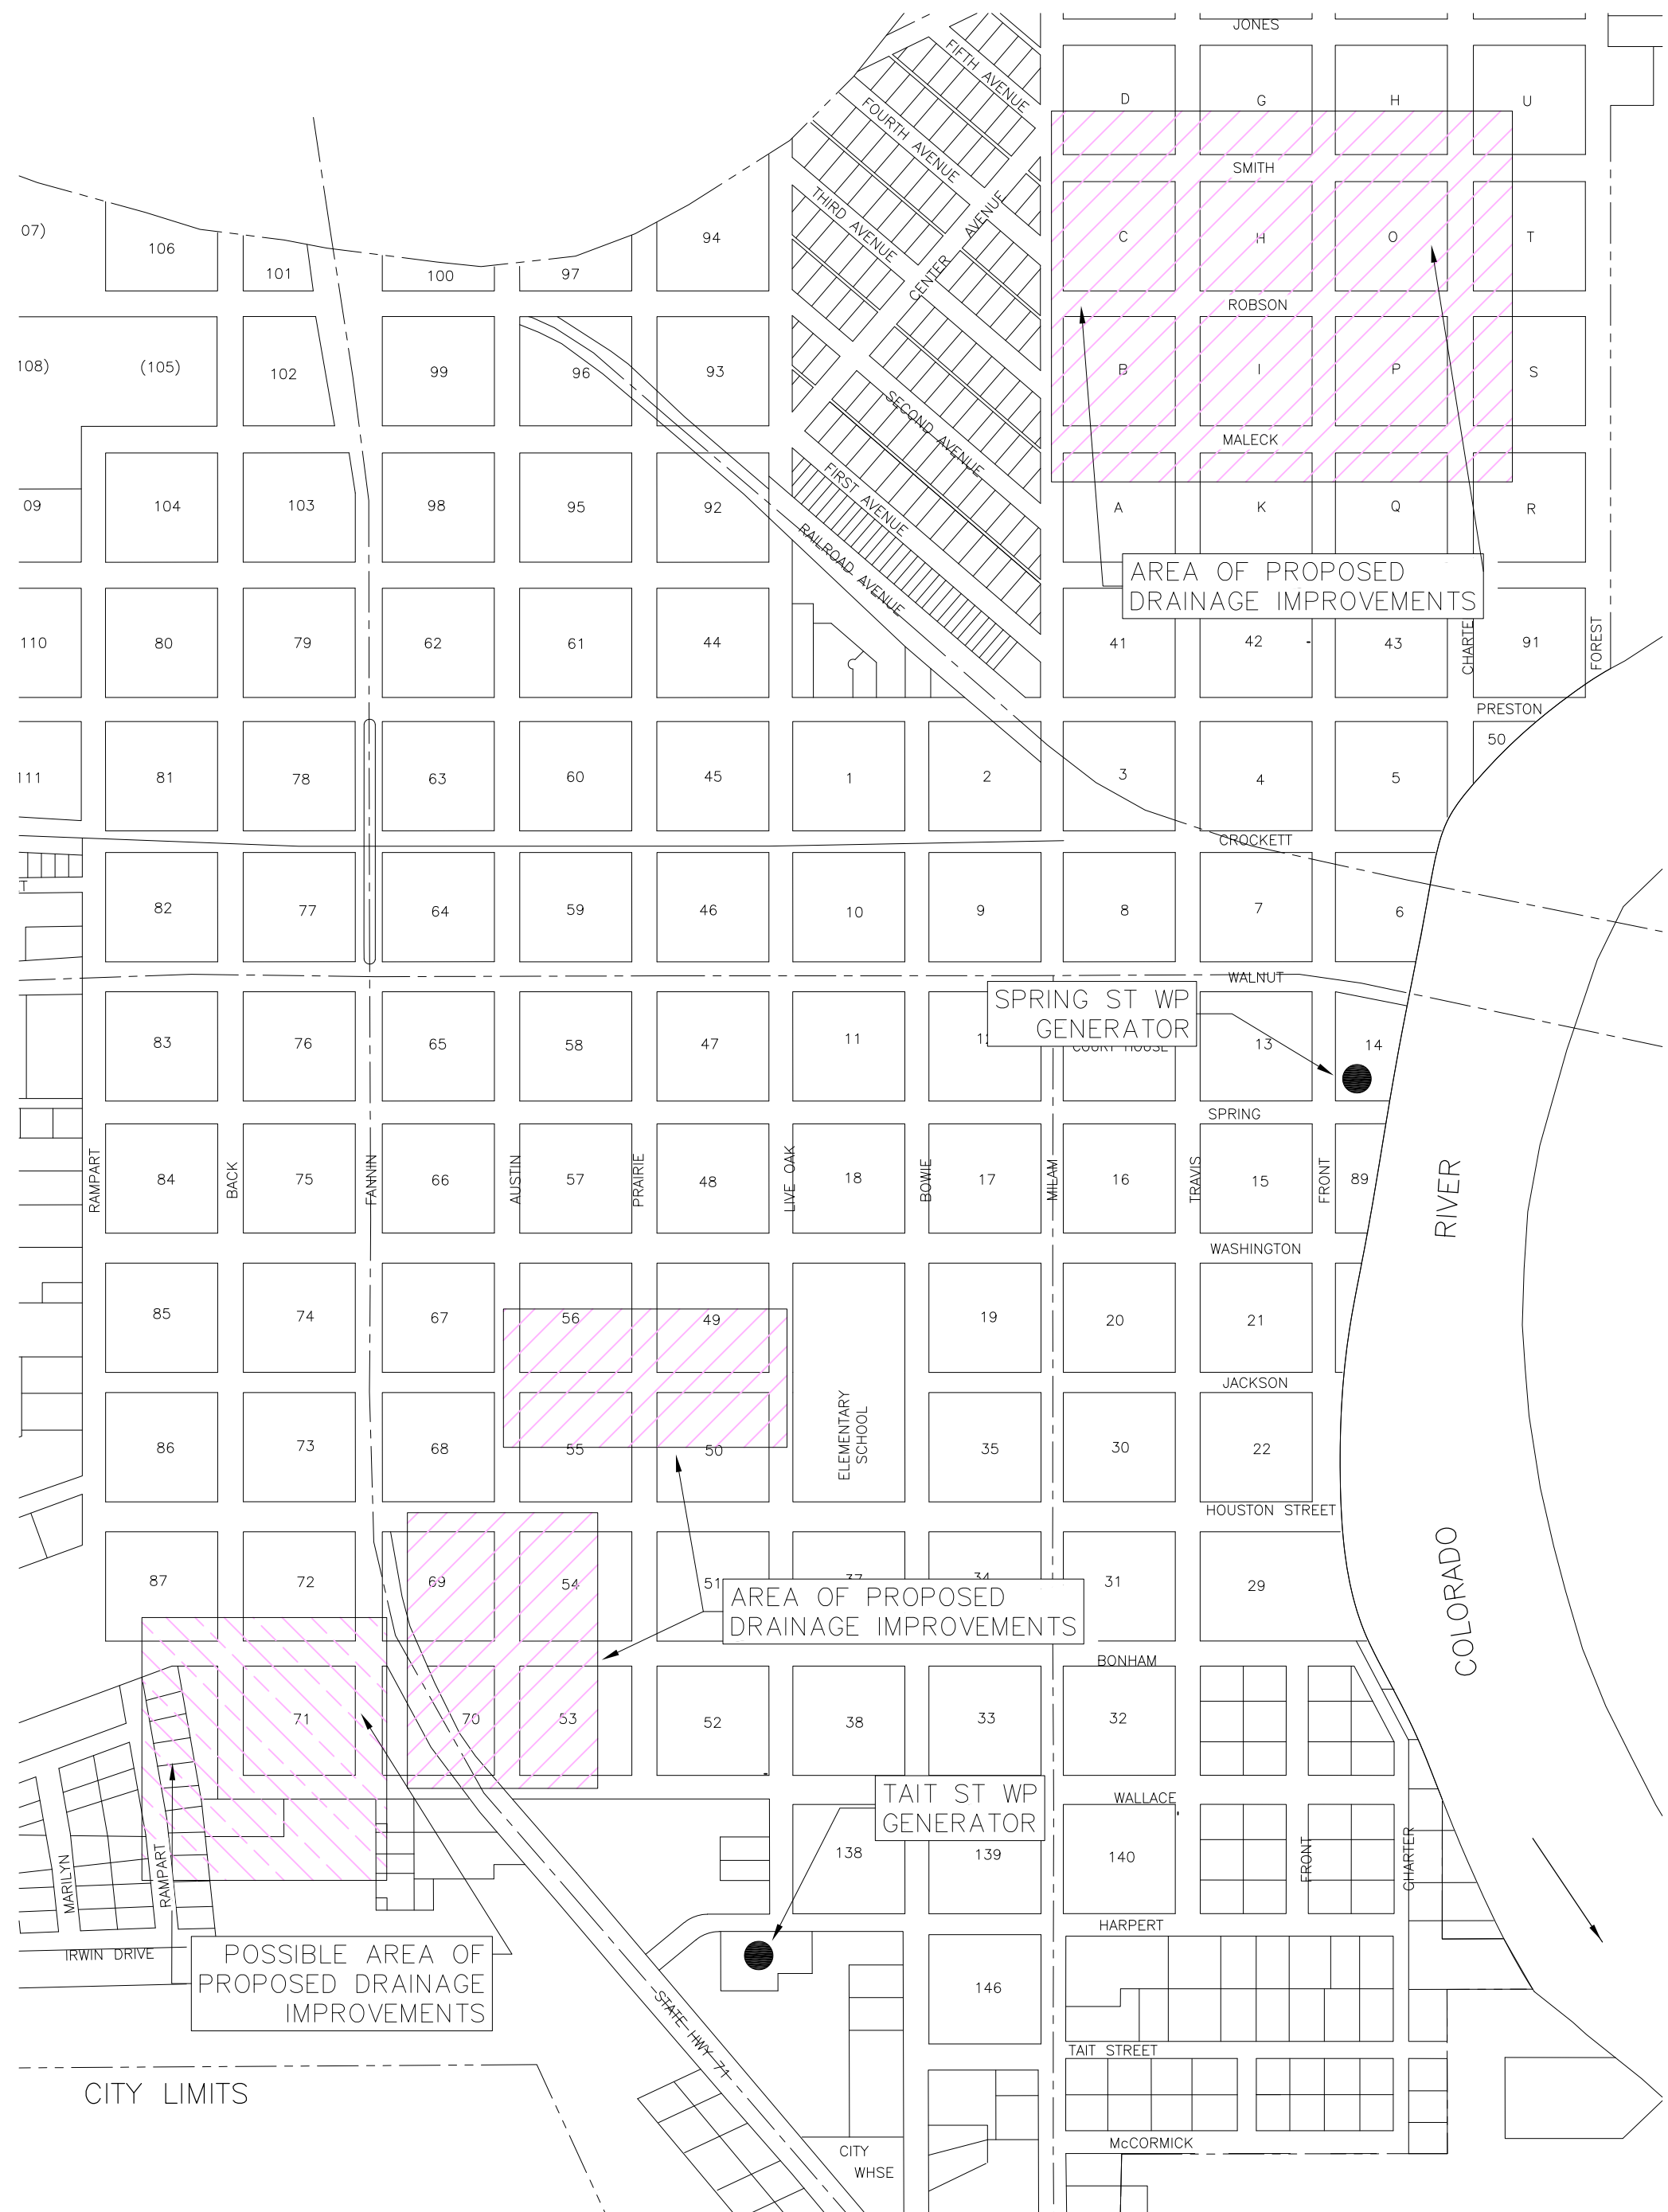 JONES
FIFTH AVENUE
D
G
H
U
FOURTH AVENUE
SMITH
THIRD AVENUE
CENTER
AVENUE
07)
106
101
100
97
94
C
H
O
T
ROBSON
108)
(105)
102
99
96
93
B
I
P
S
SECOND AVENUE
MALECK
FIRST AVENUE
09
104
103
98
95
92
A
K
Q
R
RAILROAD AVENUE
AREA OF PROPOSED
DRAINAGE IMPROVEMENTS
110
80
79
62
61
44
41
42
43
CHARTE
91
FOREST
PRESTON
50
111
81
78
63
60
45
1
2
3
4
5
CROCKETT
T
82
77
64
59
46
10
9
8
7
6
WALNUT
SPRING ST WP
GENERATOR
83
76
65
58
47
11
COURT HOUSE
13
14
SPRING
RAMPART
84
BACK
75
FANNIN
66
AUSTIN
57
PRAIRIE
48
LIVE OAK
18
BOWIE
17
MILAM
16
TRAVIS
15
FRONT
89
RIVER
WASHINGTON
85
74
67
56
49
19
20
21
JACKSON
86
73
68
55
50
ELEMENTARY
SCHOOL
35
30
22
HOUSTON STREET
87
72
69
54
51
37
34
31
29
COLORADO
AREA OF PROPOSED
DRAINAGE IMPROVEMENTS
BONHAM
71
70
53
52
38
33
32
TAIT ST WP
GENERATOR
WALLACE
MARILYN
RAMPART
138
139
140
FRONT
CHARTER
HARPERT
IRWIN DRIVE
POSSIBLE AREA OF
PROPOSED DRAINAGE
IMPROVEMENTS
146
STATE HWY 71
TAIT STREET
CITY LIMITS
McCORMICK
CITY
WHSE